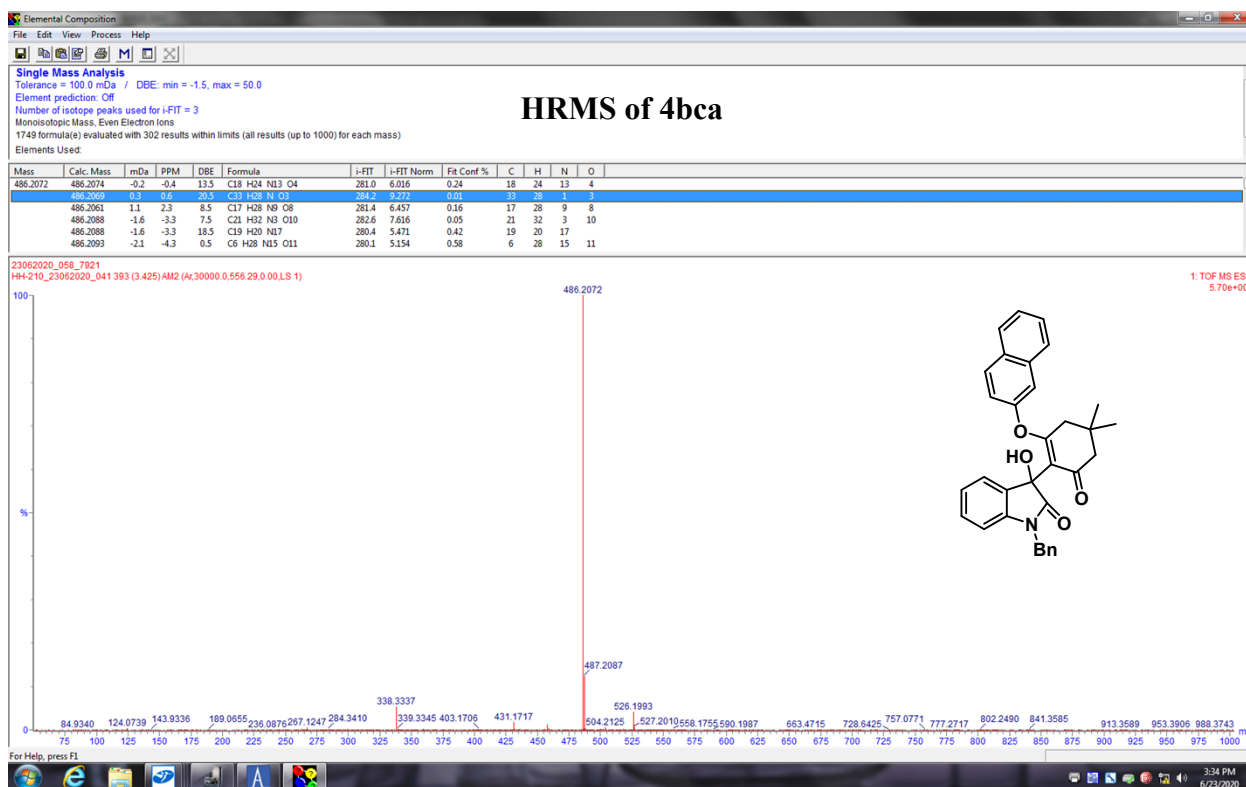 Elemental Composition
File Edit View Process Help
Single Mass Analysis
Tolerance = 100.0 mDa / DBE: min = -1.5, max = 50.0
Element prediction: Off
Number of isotope peaks used for i-FIT = 3
HRMS of 4bca
Monoisotopic Mass, Even Electron Ions
1749 formula(e) evaluated with 302 results within limits (all results (up to 1000) for each mass)
Elements Used:
Mass Calc. Mass mDa PPM DBE Formula i-FIT i-FIT Norm Fit Conf % C H N O
486.2072 486.2074 -0.2 -0.4 13.5 C18 H24 N13 O4 281.0 6.016 0.24 18 24 13 4
486.2069 0.3 0.6 20.5 C33 H28 N O3 284.2 9.272 0.01 33 28 1 3
486.2061 1.1 2.3 8.5 C17 H28 N9 O8 281.4 6.457 0.16 17 28 9 8
486.2088 -1.6 -3.3 7.5 C21 H32 N3 O10 282.6 7.616 0.05 21 32 3 10
486.2088 -1.6 -3.3 18.5 C19 H20 N17 280.4 5.471 0.42 19 20 17
486.2093 -2.1 -4.3 0.5 C6 H28 N15 O11 280.1 5.154 0.58 6 28 15 11
23062020_058_7921
HH-210_23062020_041 393 (3.425) AM2 (Ar,30000.0,556.29,0.00,LS 1)
1: TOF MS ES
5.70e+00
100
%
0
486.2072
487.2087
338.3337
526.1993
84.9340 124.0739 143.9336 189.0655 236.0876 267.1247 284.3410 339.3345 403.1706 431.1717 504.2125 527.2010 558.1755 590.1987 663.4715 728.6425 757.0771 777.2717 802.2490 841.3585 913.3589 953.3906 988.3743
75 100 125 150 175 200 225 250 275 300 325 350 375 400 425 450 475 500 525 550 575 600 625 650 675 700 725 750 775 800 825 850 875 900 925 950 975 1000 m
O
HO
O
O
N
Bn
For Help, press F1
3:34 PM
6/23/2020